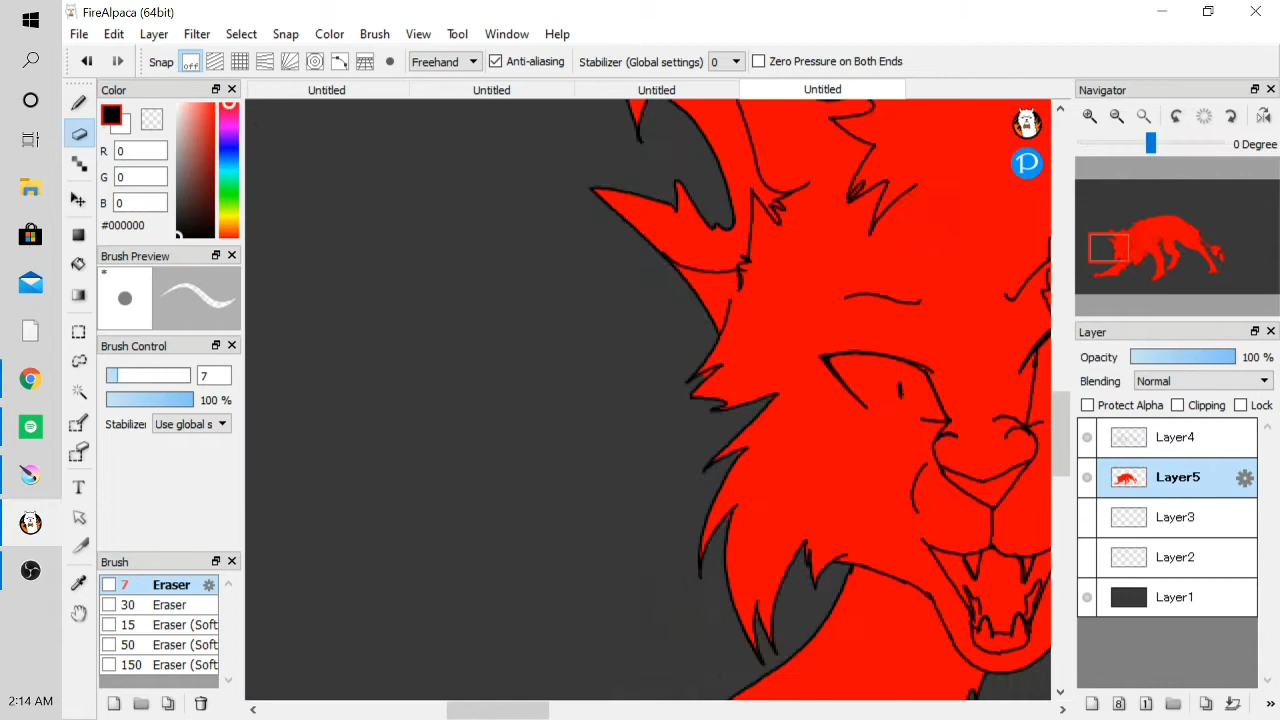 FireAlpaca (64bit)
File Edit Layer Filter Select Snap Color Brush View Tool Window Help
Snap off Freehand Anti-aliasing Stabilizer (Global settings) 0 Zero Pressure on Both Ends
Color Untitled Untitled Untitled Untitled Navigator
R 0
G 0
B 0
#000000
0 Degree
Brush Preview
*
Brush Control
7
100 %
Stabilizer Use global s
Layer
Opacity 100 %
Blending Normal
Protect Alpha Clipping Lock
Layer4
Layer5
Layer3
Layer2
Layer1
Brush
7 Eraser
30 Eraser
15 Eraser (Soft
50 Eraser (Soft
150 Eraser (Soft
2:14 AM